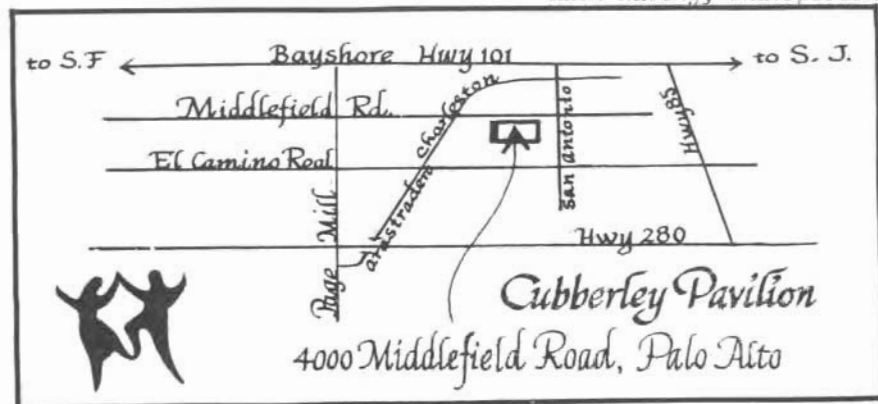 to S.F
Bayshore Hwy 101
to S. J.
Middlefield Rd.
Charleston
San Antonio
Hwy 85
El Camino Real
Arastraden
Page Mill
Hwy 280
Cubberley Pavilion
4000 Middlefield Road, Palo Alto